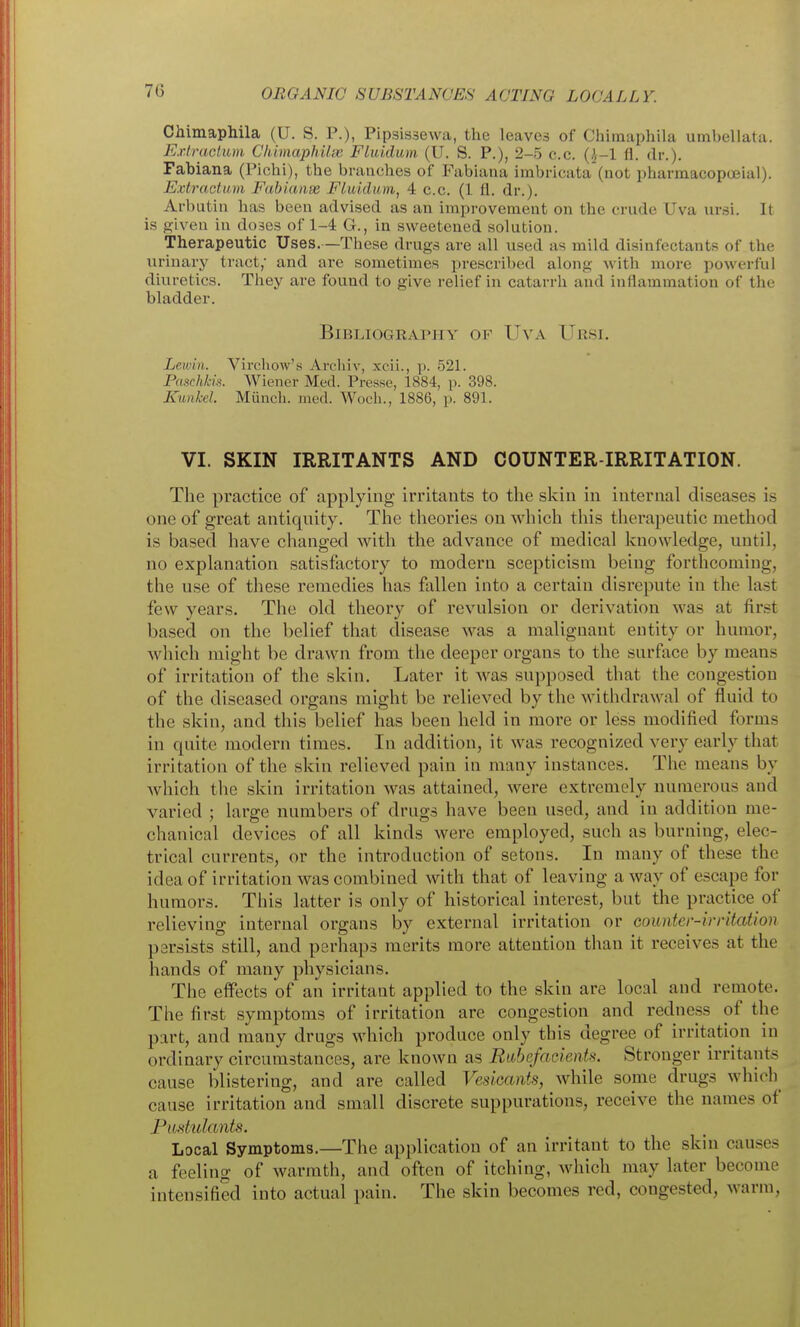 76 ORGANIC SUBSTANCES ACTING LOCALLY.
Chimaphila (U. S. P.), Pipsissewa, the leaves of Chimaphila umbellata.
Extractum Chimaphilæ Fluidum (U. S. P.), 2–5 c.c. (½–1 fl. dr.).
Fabiana (Pichi), the branches of Fabiana imbricata (not pharmacopœial).
Extractum Fabianæ Fluidum, 4 c.c. (1 fl. dr.).
Arbutin has been advised as an improvement on the crude Uva ursi. It
is given in doses of 1–4 G., in sweetened solution.
Therapeutic Uses.—These drugs are all used as mild disinfectants of the
urinary tract, and are sometimes prescribed along with more powerful
diuretics. They are found to give relief in catarrh and inflammation of the
bladder.
Bibliography of Uva Ursi.
Lewin. Virchow's Archiv, xcii., p. 521.
Paschkis. Wiener Med. Presse, 1884, p. 398.
Kunkel. Münch. med. Woch., 1886, p. 891.
VI. SKIN IRRITANTS AND COUNTER-IRRITATION.
The practice of applying irritants to the skin in internal diseases is
one of great antiquity. The theories on which this therapeutic method
is based have changed with the advance of medical knowledge, until,
no explanation satisfactory to modern scepticism being forthcoming,
the use of these remedies has fallen into a certain disrepute in the last
few years. The old theory of revulsion or derivation was at first
based on the belief that disease was a malignant entity or humor,
which might be drawn from the deeper organs to the surface by means
of irritation of the skin. Later it was supposed that the congestion
of the diseased organs might be relieved by the withdrawal of fluid to
the skin, and this belief has been held in more or less modified forms
in quite modern times. In addition, it was recognized very early that
irritation of the skin relieved pain in many instances. The means by
which the skin irritation was attained, were extremely numerous and
varied ; large numbers of drugs have been used, and in addition me-
chanical devices of all kinds were employed, such as burning, elec-
trical currents, or the introduction of setons. In many of these the
idea of irritation was combined with that of leaving a way of escape for
humors. This latter is only of historical interest, but the practice of
relieving internal organs by external irritation or counter-irritation
persists still, and perhaps merits more attention than it receives at the
hands of many physicians.
The effects of an irritant applied to the skin are local and remote.
The first symptoms of irritation are congestion and redness of the
part, and many drugs which produce only this degree of irritation in
ordinary circumstances, are known as Rubefacients. Stronger irritants
cause blistering, and are called Vesicants, while some drugs which
cause irritation and small discrete suppurations, receive the names of
Pustulants.
Local Symptoms.—The application of an irritant to the skin causes
a feeling of warmth, and often of itching, which may later become
intensified into actual pain. The skin becomes red, congested, warm,